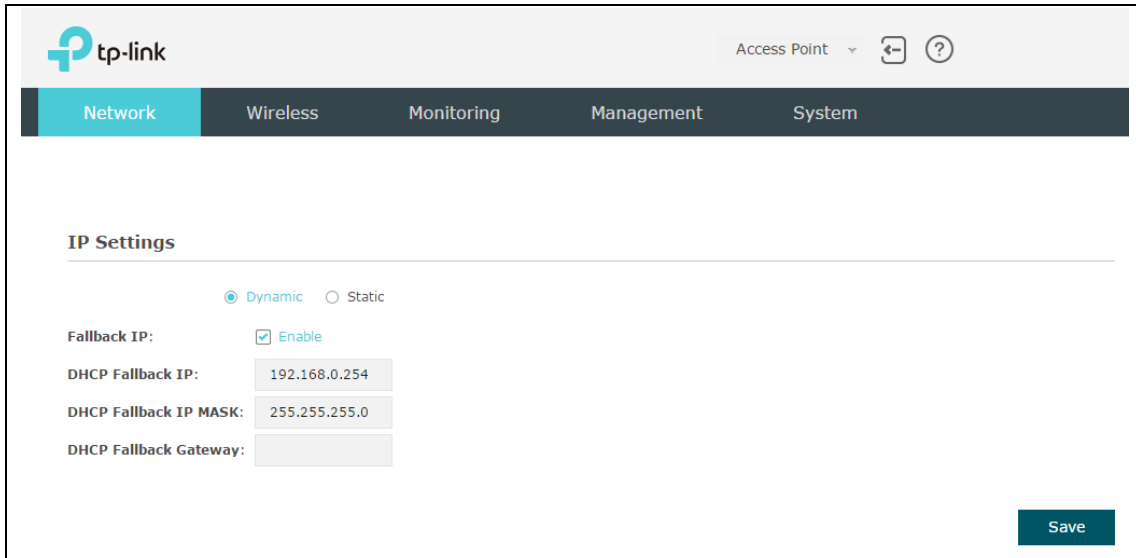 tp-link
Access Point
Network Wireless Monitoring Management System
IP Settings
Dynamic Static
Fallback IP: Enable
DHCP Fallback IP: 192.168.0.254
DHCP Fallback IP MASK: 255.255.255.0
DHCP Fallback Gateway:
Save